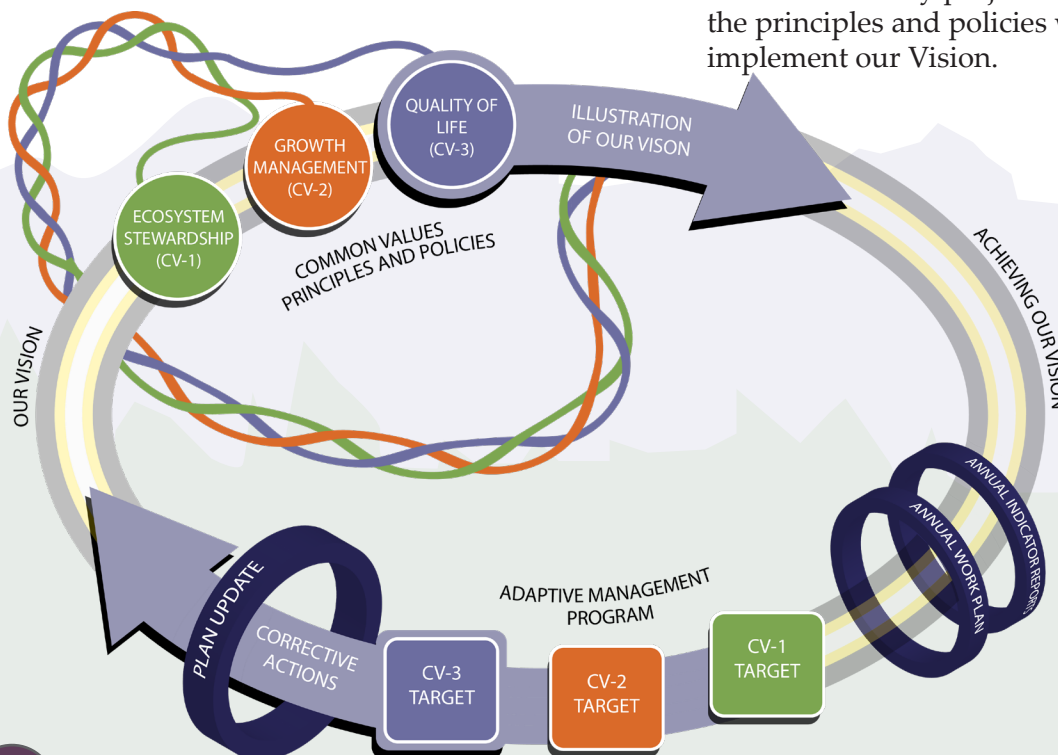 the principles and policies
implement our Vision.
QUALITY OF
LIFE
(CV-3)
ILLUSTRATION
OF OUR VISON
GROWTH
MANAGEMENT
(CV-2)
ECOSYSTEM
STEWARDSHIP
(CV-1)
COMMON VALUES
PRINCIPLES AND POLICIES
ACHIEVING OUR VISION
OUR VISION
ANNUAL INDICATOR REPORTS
ANNUAL WORK PLAN
ADAPTIVE MANAGEMENT
PROGRAM
PLAN UPDATE
CORRECTIVE
ACTIONS
CV-3
TARGET
CV-2
TARGET
CV-1
TARGET